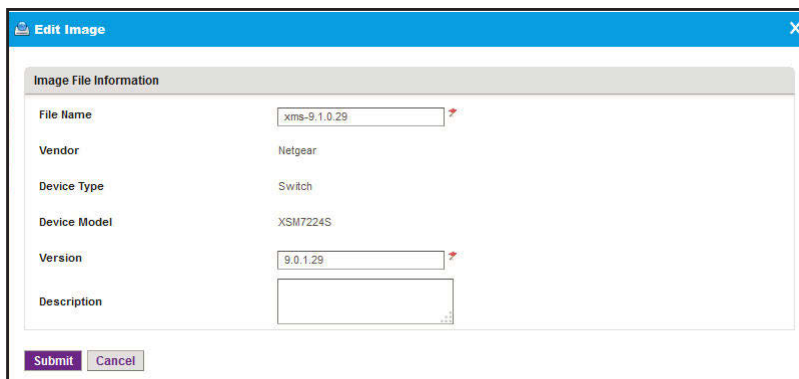 Edit Image
X
Image File Information
File Name xms-9.1.0.29
Vendor Netgear
Device Type Switch
Device Model XSM7224S
Version 9.0.1.29
Description
Submit Cancel